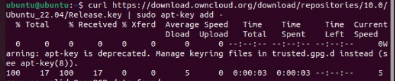 ubuntu@ubuntu:~$ curl https://download.owncloud.org/download/repositories/10.0/
Ubuntu_22.04/Release.key | sudo apt-key add -
% Total % Received % Xferd Average Speed Time Time Time Current
Dload Upload Total Spent Left Speed
0 0 0 0 0 0 0 0 --:--:-- --:--:-- --:--:-- 0W
arning: apt-key is deprecated. Manage keyring files in trusted.gpg.d instead (s
ee apt-key(8)).
100 17 100 17 0 0 5 0 0:00:03 0:00:03 --:--:-- 5